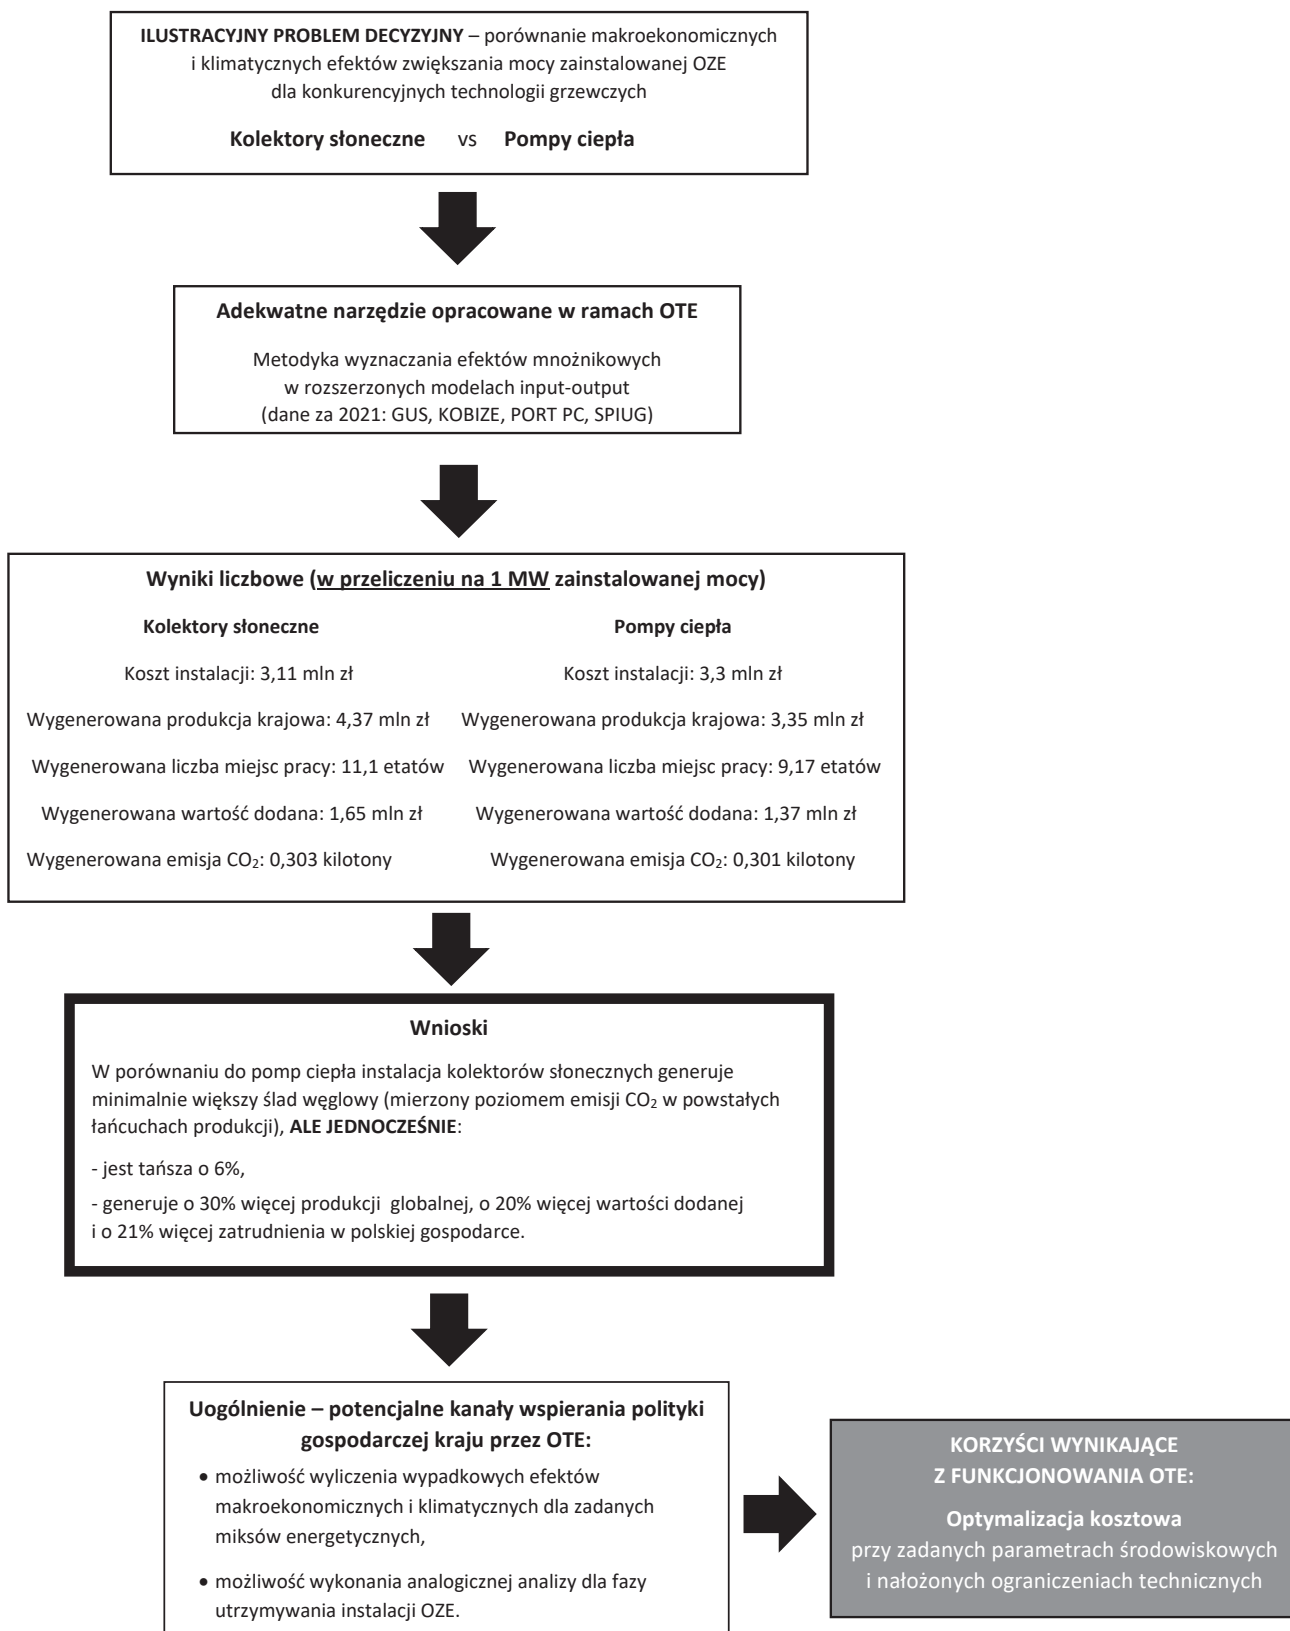 ILUSTRACYJNY PROBLEM DECYZYJNY – porównanie makroekonomicznych
i klimatycznych efektów zwiększania mocy zainstalowanej OZE
dla konkurencyjnych technologii grzewczych
Kolektory słoneczne vs Pompy ciepła
Adekwatne narzędzie opracowane w ramach OTE
Metodyka wyznaczania efektów mnożnikowych
w rozszerzonych modelach input-output
(dane za 2021: GUS, KOBIZE, PORT PC, SPIUG)
Wyniki liczbowe (w przeliczeniu na 1 MW zainstalowanej mocy)
Kolektory słoneczne
Koszt instalacji: 3,11 mln zł
Wygenerowana produkcja krajowa: 4,37 mln zł
Wygenerowana liczba miejsc pracy: 11,1 etatów
Wygenerowana wartość dodana: 1,65 mln zł
Wygenerowana emisja CO₂: 0,303 kilotony
Pompy ciepła
Koszt instalacji: 3,3 mln zł
Wygenerowana produkcja krajowa: 3,35 mln zł
Wygenerowana liczba miejsc pracy: 9,17 etatów
Wygenerowana wartość dodana: 1,37 mln zł
Wygenerowana emisja CO₂: 0,301 kilotony
Wnioski
W porównaniu do pomp ciepła instalacja kolektorów słonecznych generuje
minimalnie większy ślad węglowy (mierzony poziomem emisji CO₂ w powstałych
łańcuchach produkcji), ALE JEDNOCZEŚNIE:
- jest tańsza o 6%,
- generuje o 30% więcej produkcji globalnej, o 20% więcej wartości dodanej
i o 21% więcej zatrudnienia w polskiej gospodarce.
Uogólnienie – potencjalne kanały wspierania polityki
gospodarczej kraju przez OTE:
• możliwość wyliczenia wypadkowych efektów
makroekonomicznych i klimatycznych dla zadanych
miksów energetycznych,
• możliwość wykonania analogicznej analizy dla fazy
utrzymywania instalacji OZE.
KORZYŚCI WYNIKAJĄCE
Z FUNKCJONOWANIA OTE:
Optymalizacja kosztowa
przy zadanych parametrach środowiskowych
i nałożonych ograniczeniach technicznych